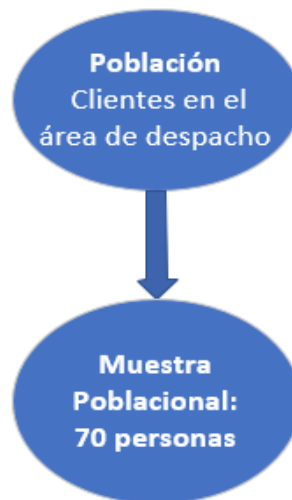 Población
Clientes en el
área de despacho
Muestra
Poblacional:
70 personas